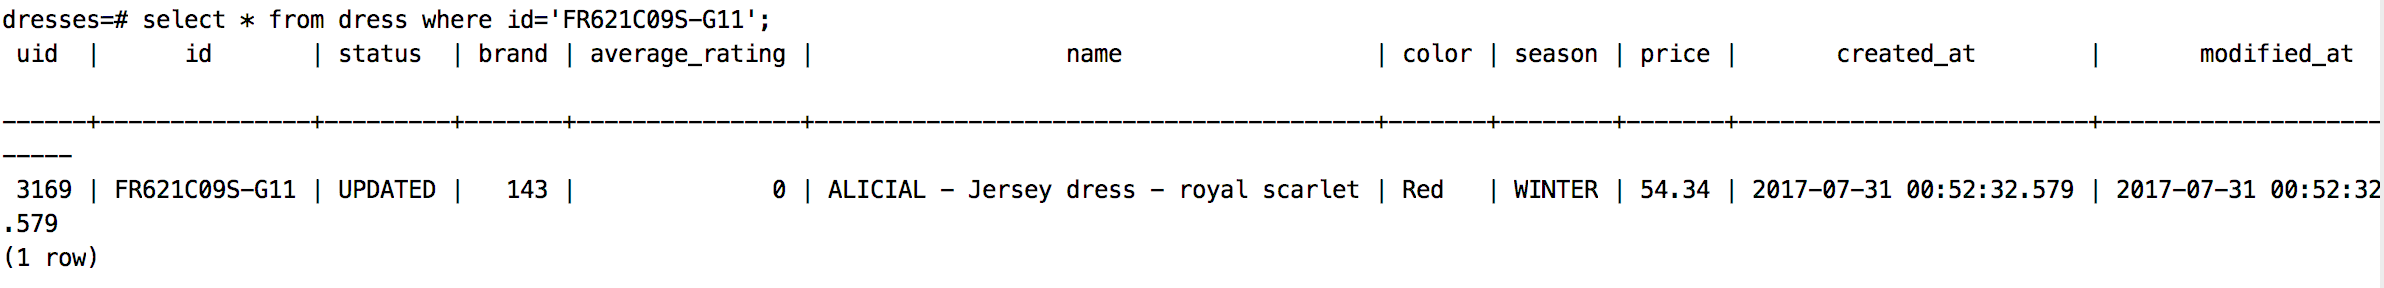 dresses=# select * from dress where id='FR621C09S-G11';
 uid  |      id       | status  | brand | average_rating |                  name                  | color | season | price |       created_at        |       modified_at
------+---------------+---------+-------+----------------+----------------------------------------+-------+--------+-------+-------------------------+--------------------
-----
 3169 | FR621C09S-G11 | UPDATED |   143 |              0 | ALICIAL - Jersey dress - royal scarlet | Red   | WINTER | 54.34 | 2017-07-31 00:52:32.579 | 2017-07-31 00:52:32
.579
(1 row)